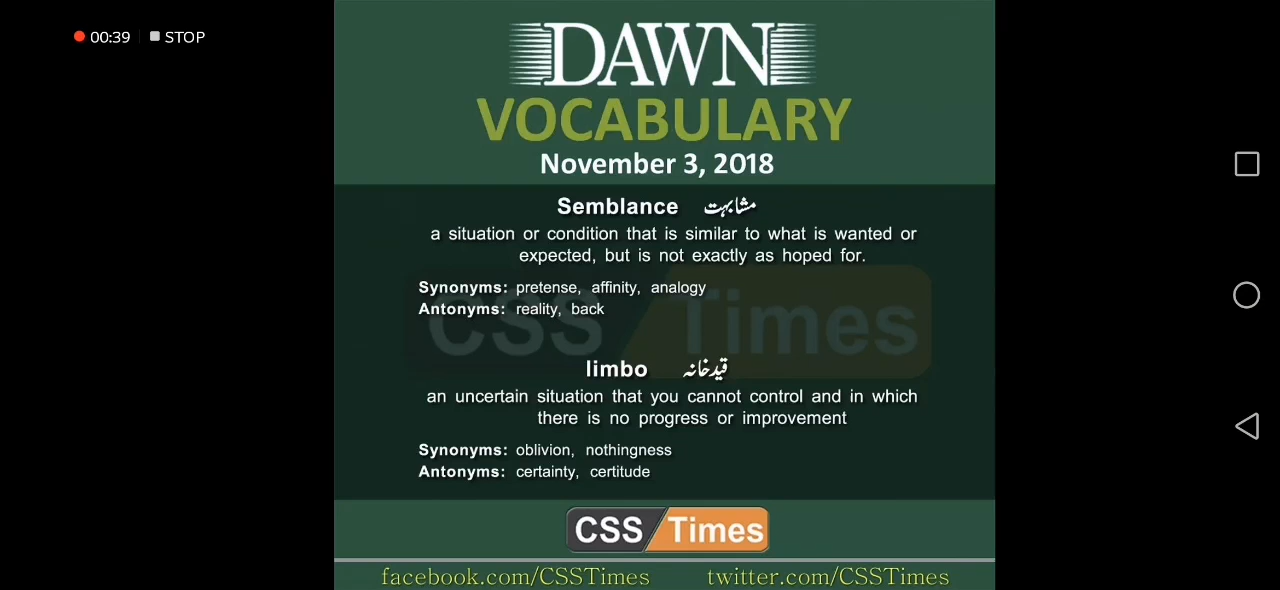 00:39 STOP
DAWN
VOCABULARY
November 3, 2018
Semblance مشابہت
a situation or condition that is similar to what is wanted or
expected, but is not exactly as hoped for.
Synonyms: pretense, affinity, analogy
Antonyms: reality, back
CSS Times
limbo قیدخانہ
an uncertain situation that you cannot control and in which
there is no progress or improvement
Synonyms: oblivion, nothingness
Antonyms: certainty, certitude
CSS Times
facebook.com/CSSTimes twitter.com/CSSTimes